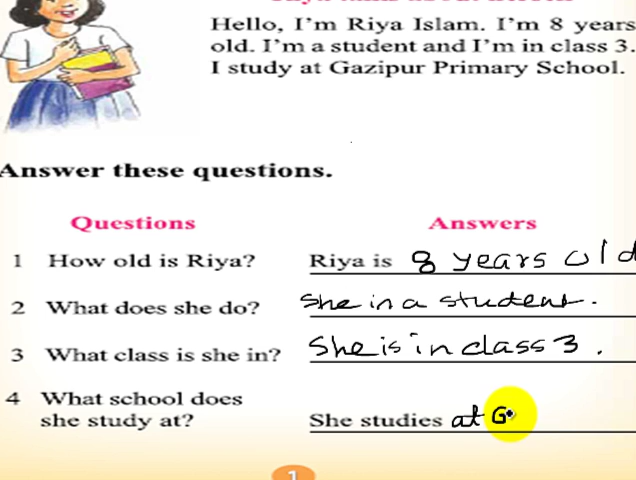 Hello, I'm Riya Islam. I'm 8 years
old. I'm a student and I'm in class 3.
I study at Gazipur Primary School.
Answer these questions.
Questions Answers
1 How old is Riya? Riya is 8 years old
2 What does she do? She in a student.
3 What class is she in? She is in class 3.
4 What school does
she study at? She studies at G
1